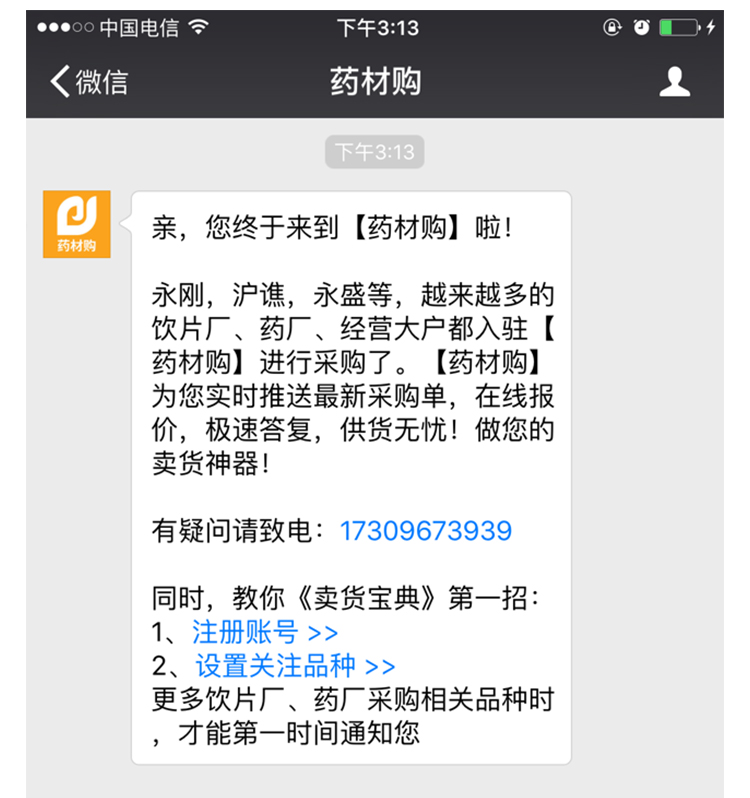 中国电信 下午3:13
微信 药材购
下午3:13
药材购
亲，您终于来到【药材购】啦！
永刚，沪谯，永盛等，越来越多的
饮片厂、药厂、经营大户都入驻【
药材购】进行采购了。【药材购】
为您实时推送最新采购单，在线报
价，极速答复，供货无忧！做您的
卖货神器！
有疑问请致电：17309673939
同时，教你《卖货宝典》第一招：
1、注册账号 >>
2、设置关注品种 >>
更多饮片厂、药厂采购相关品种时
，才能第一时间通知您